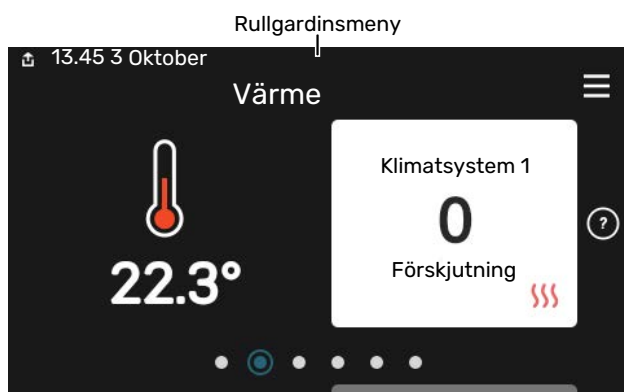 Rullgardinsmeny
13.45 3 Oktober
Värme
Klimatsystem 1
0
Förskjutning
22.3°
?